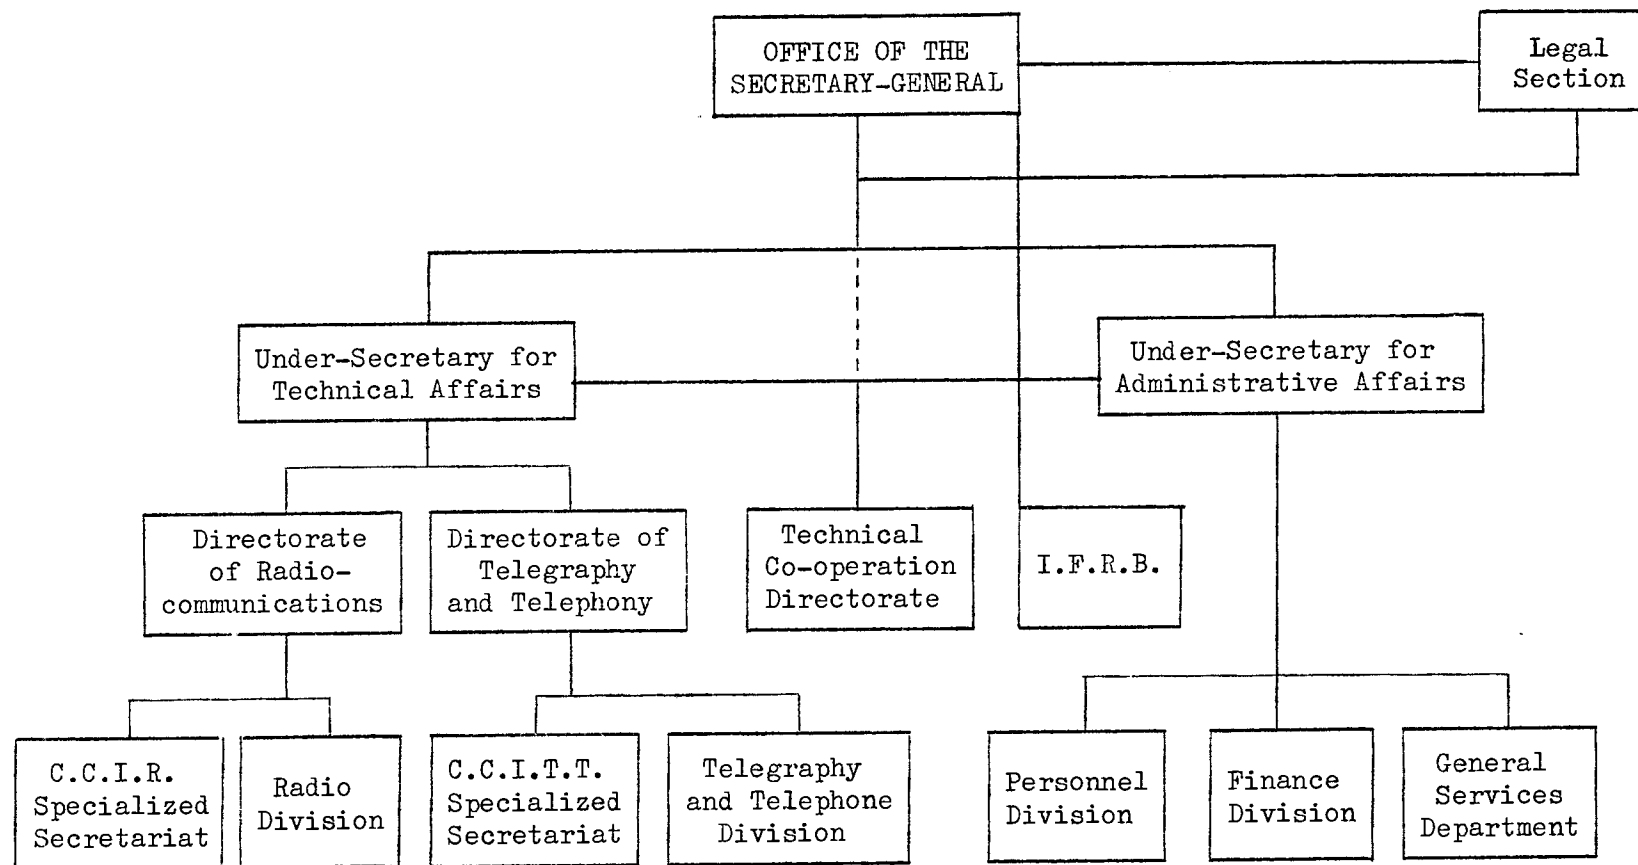 OFFICE OF THE
SECRETARY-GENERAL
Legal
Section
Under-Secretary for
Technical Affairs
Under-Secretary for
Administrative Affairs
Directorate
of Radio-
communications
Directorate of
Telegraphy
and Telephony
Technical
Co-operation
Directorate
I.F.R.B.
C.C.I.R.
Specialized
Secretariat
Radio
Division
C.C.I.T.T.
Specialized
Secretariat
Telegraphy
and Telephone
Division
Personnel
Division
Finance
Division
General
Services
Department